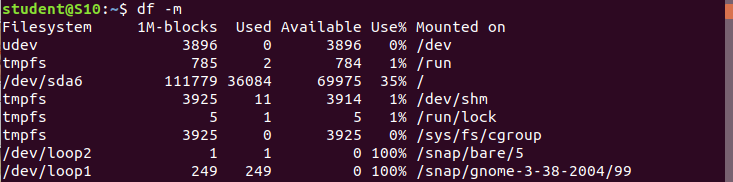 student@S10:~$ df -m
Filesystem     1M-blocks  Used Available Use% Mounted on
udev                3896     0      3896   0% /dev
tmpfs                785     2       784   1% /run
/dev/sda6         111779 36084     69975  35% /
tmpfs               3925    11      3914   1% /dev/shm
tmpfs                  5     1         5   1% /run/lock
tmpfs               3925     0      3925   0% /sys/fs/cgroup
/dev/loop2             1     1         0 100% /snap/bare/5
/dev/loop1           249   249         0 100% /snap/gnome-3-38-2004/99